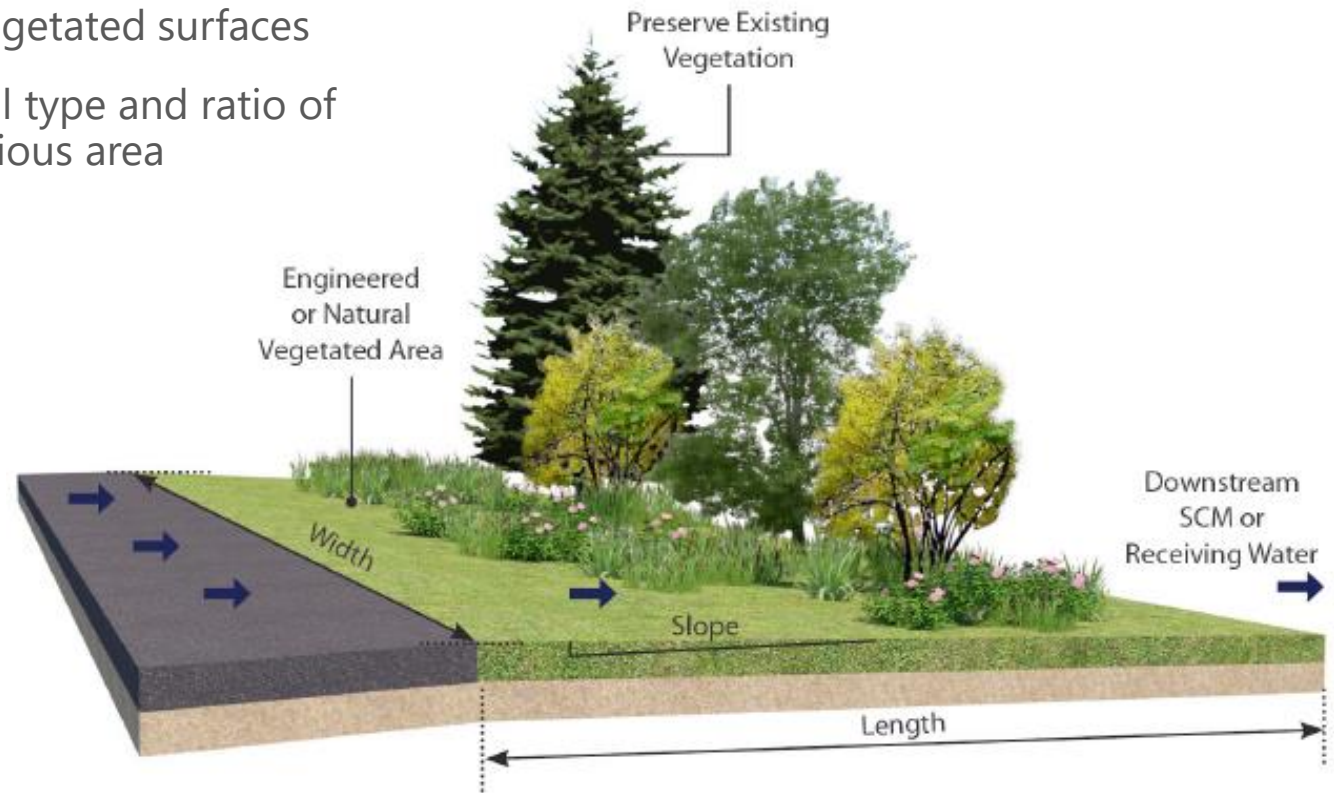 getated surfaces
l type and ratio of
ious area
Preserve Existing
Vegetation
Engineered
or Natural
Vegetated Area
Width
Slope
Length
Downstream
SCM or
Receiving Water